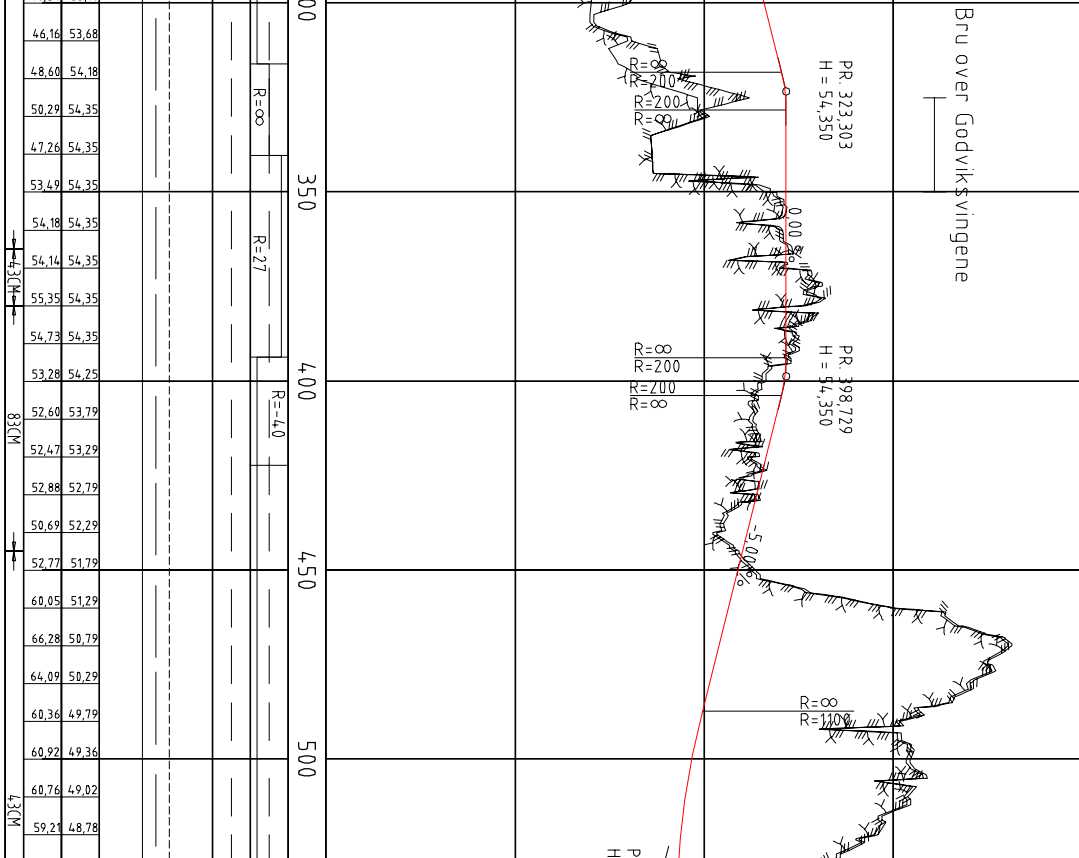 Bru over Godviksvingene
PR. 323,303
H = 54,350
PR. 398,729
H = 54,350
R=∞
R=200
R=200
R=∞
0,00 %
R=∞
R=200
R=200
R=∞
-5,00 %
R=∞
R=1100
P
H
00
350
400
450
500
R=∞
R=27
R=-40
46,16 53,68
48,60 54,18
50,29 54,35
47,26 54,35
53,49 54,35
54,18 54,35
54,14 54,35
55,35 54,35
54,73 54,35
53,28 54,25
52,60 53,79
52,47 53,29
52,88 52,79
50,69 52,29
52,77 51,79
60,05 51,29
66,28 50,79
64,09 50,29
60,36 49,79
60,92 49,36
60,76 49,02
59,21 48,78
43CM
83CM
43CM